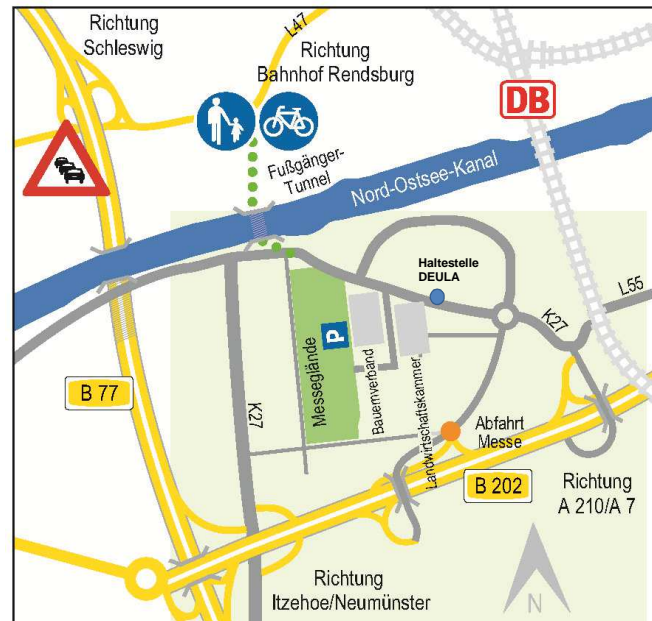 Richtung
Schleswig
L47
Richtung
Bahnhof Rendsburg
DB
Fußgänger-
Tunnel
Nord-Ostsee-Kanal
Haltestelle
DEULA
L55
K27
P
Messeglände
Bauernverband
Landwirtschaftskammer
B 77
K27
Abfahrt
Messe
B 202
Richtung
A 210/A 7
Richtung
Itzehoe/Neumünster
N